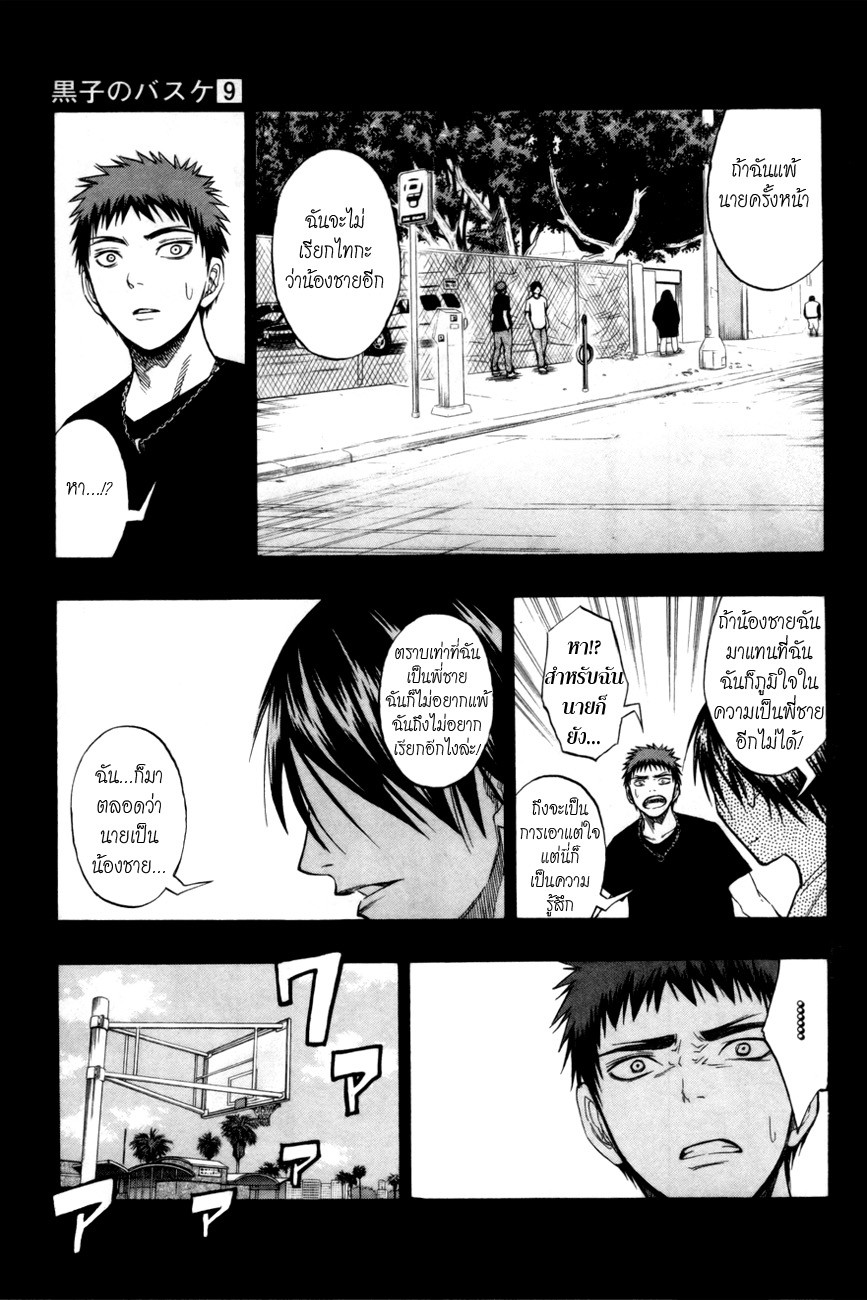 黒子のバスケ 9
ถ้าฉันแพ้
นายครั้งหน้า
ฉันจะไม่
เรียกไทกะ
ว่าน้องชายอีก
หา...!?
ถ้าน้องชายฉัน
มาแทนที่ฉัน
ฉันก็ภูมิใจใน
ความเป็นพี่ชาย
อีกไม่ได้!
หา!?
สำหรับฉัน
นายก็
ยัง...
ถึงจะเป็น
การเอาแต่ใจ
แต่นี่ก็
เป็นความ
รู้สึก
ตราบเท่าที่ฉัน
เป็นพี่ชาย
ฉันก็ไม่อยากแพ้
ฉันถึงไม่อยาก
เรียกอีกไงล่ะ!
ฉัน...ก็มา
ตลอดว่า
นายเป็น
น้องชาย...
......
ワァァァァ